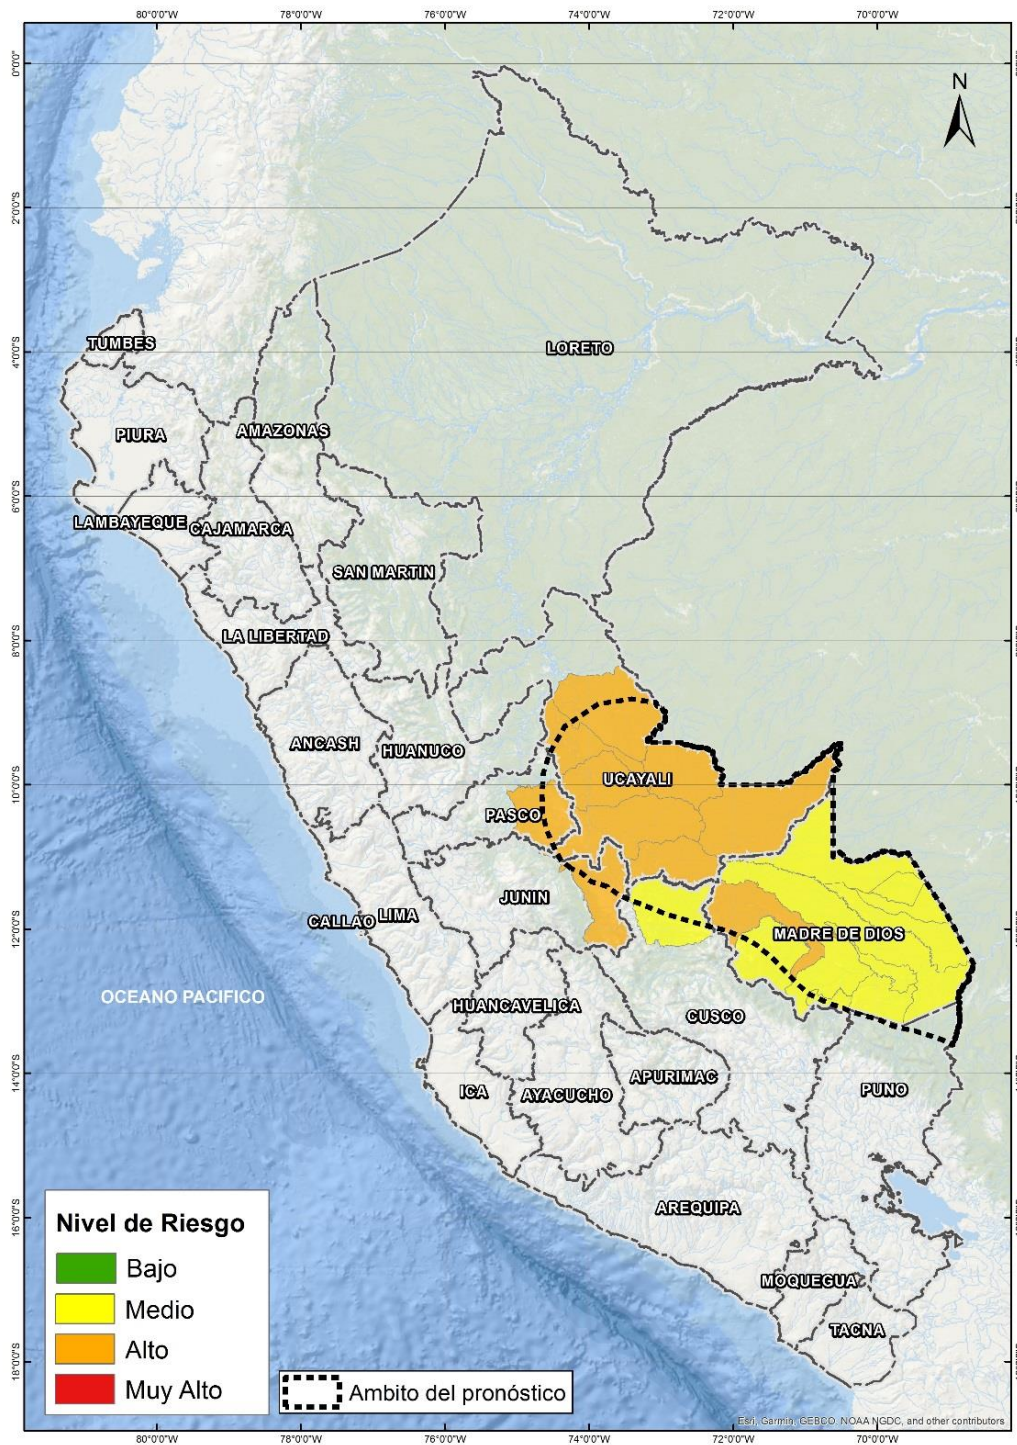 80°0'0"W 78°0'0"W 76°0'0"W 74°0'0"W 72°0'0"W 70°0'0"W
0°0'0"
N
2°0'0"S
LORETO
TUMBES
4°0'0"S
AMAZONAS
PIURA
6°0'0"S
LAMBAYEQUE
CAJAMARCA
SAN MARTIN
LA LIBERTAD
8°0'0"S
ANCASH
HUANUCO
UCAYALI
10°0'0"S
PASCO
JUNIN
CALLAO
LIMA
12°0'0"S
MADRE DE DIOS
OCEANO PACIFICO
HUANCAVELICA
CUSCO
14°0'0"S
ICA
AYACUCHO
APURIMAC
PUNO
AREQUIPA
16°0'0"S
MOQUEGUA
TACNA
18°0'0"S
Nivel de Riesgo
Bajo
Medio
Alto
Muy Alto
Ambito del pronóstico
Esri, Garmin, GEBCO, NOAA NGDC, and other contributors
80°0'0"W 78°0'0"W 76°0'0"W 74°0'0"W 72°0'0"W 70°0'0"W